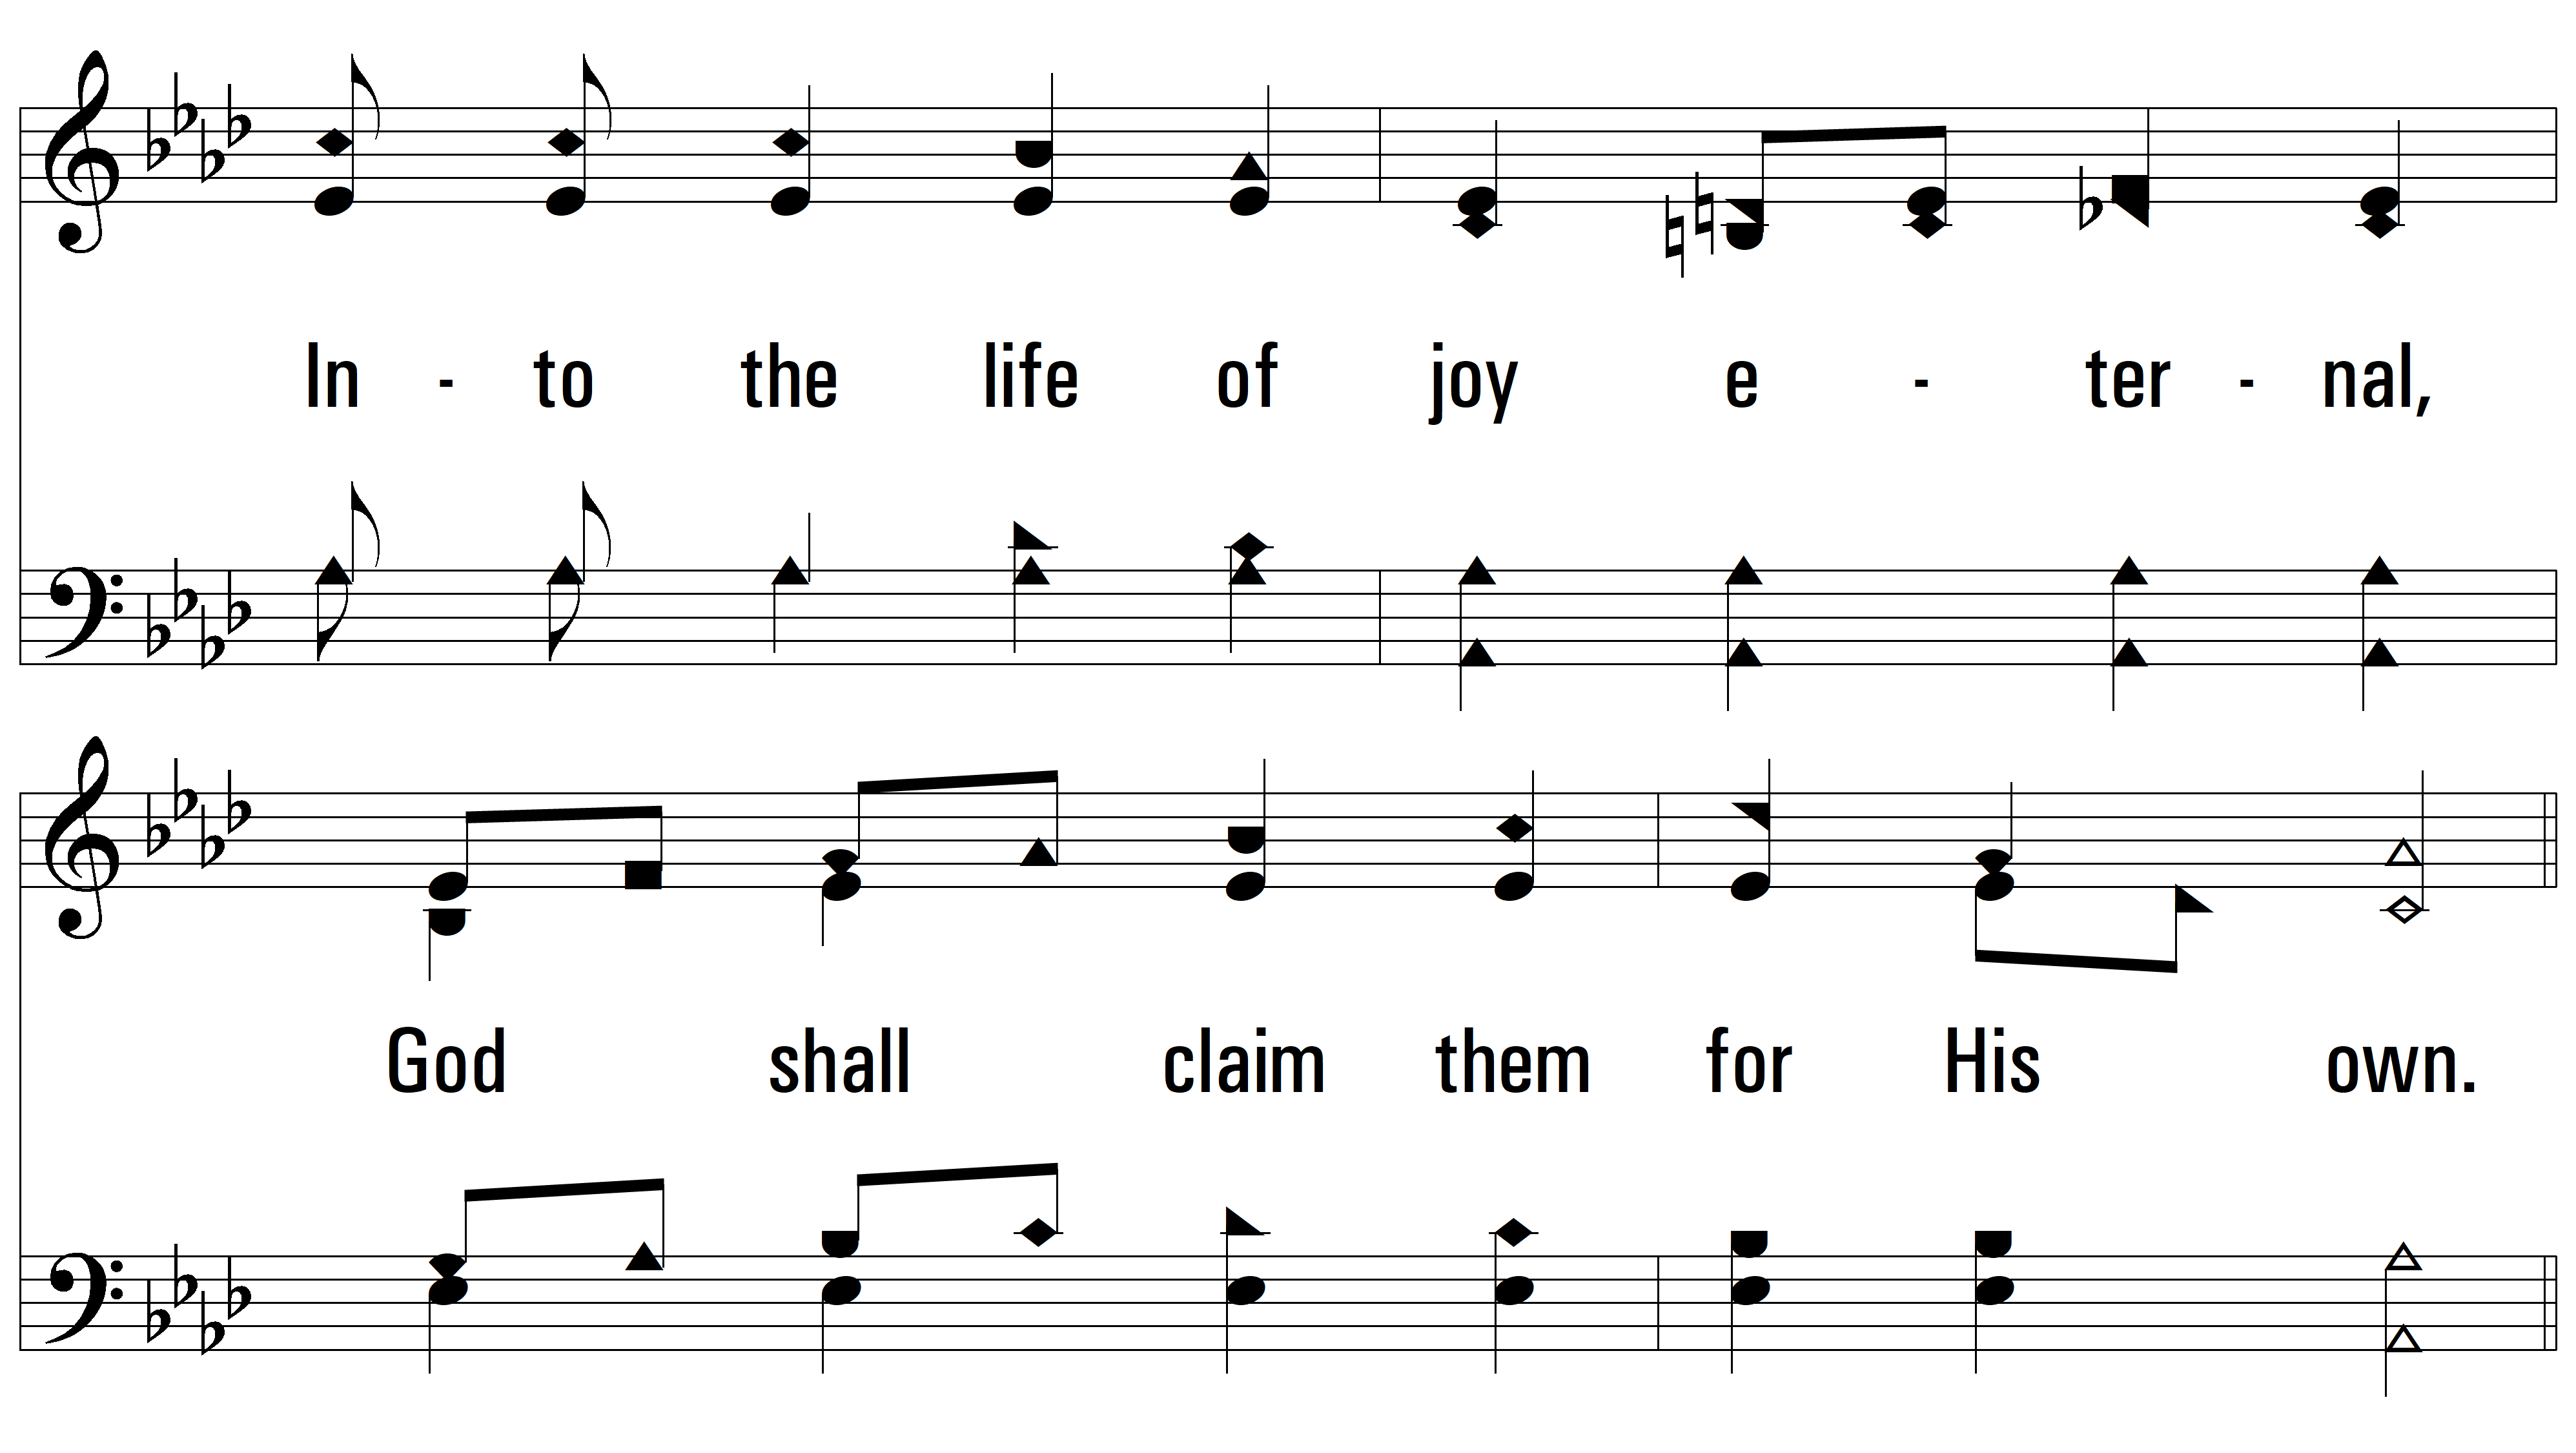 In - to the life of joy e - ter - nal,
God shall claim them for His own.